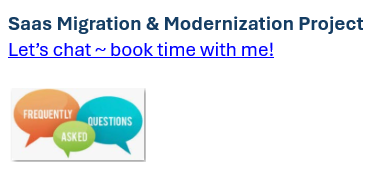 Saas Migration & Modernization Project
Let's chat ~ book time with me!
FREQUENTLY
ASKED
QUESTIONS